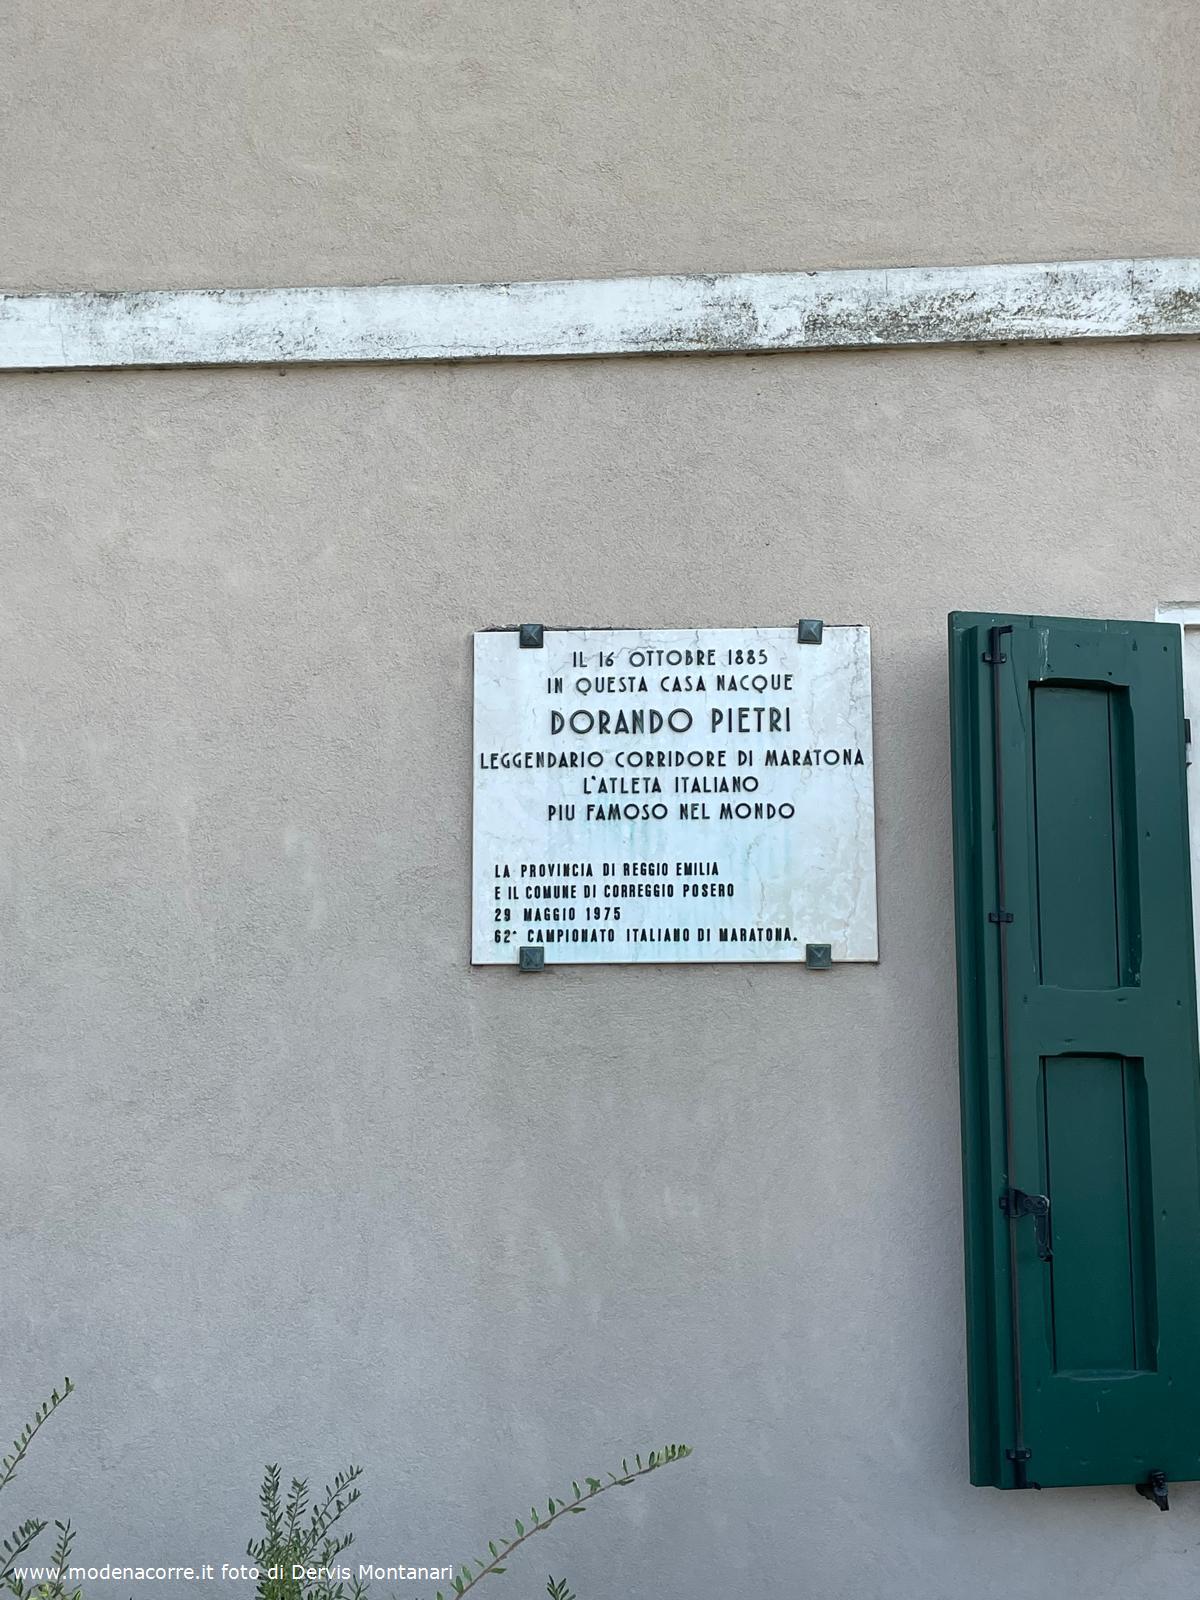 IL 16 OTTOBRE 1885
IN QUESTA CASA NACQUE
DORANDO PIETRI
LEGGENDARIO CORRIDORE DI MARATONA
L'ATLETA ITALIANO
PIU FAMOSO NEL MONDO
LA PROVINCIA DI REGGIO EMILIA
E IL COMUNE DI CORREGGIO POSERO
29 MAGGIO 1975
62° CAMPIONATO ITALIANO DI MARATONA.
www.modenacorre.it foto di Dervis Montanari